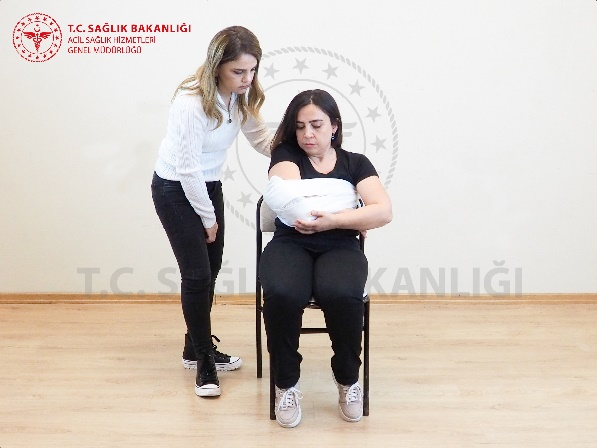 T.C. SAĞLIK BAKANLIĞI
ACİL SAĞLIK HİZMETLERİ
GENEL MÜDÜRLÜĞÜ
T.C. SAĞLIK BAKANLIĞI